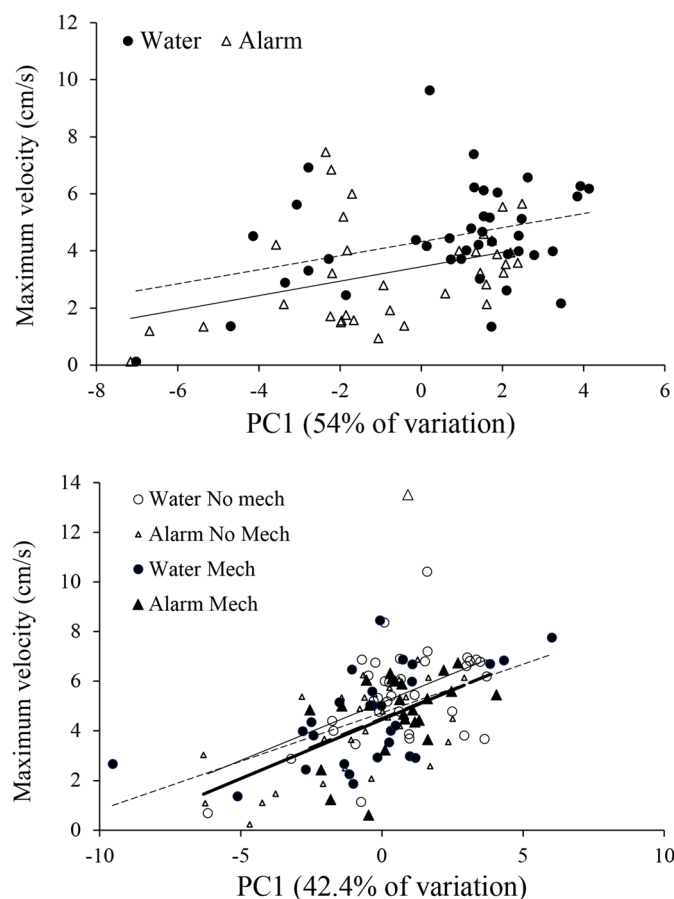 12
● Water △ Alarm
10
8
6
4
2
0
-8 -6 -4 -2 0 2 4 6
Maximum velocity (cm/s)
PC1 (54% of variation)
14
○ Water No mech
12
△ Alarm No Mech
10
● Water Mech
▲ Alarm Mech
8
6
4
2
0
-10 -5 0 5 10
Maximum velocity (cm/s)
PC1 (42.4% of variation)